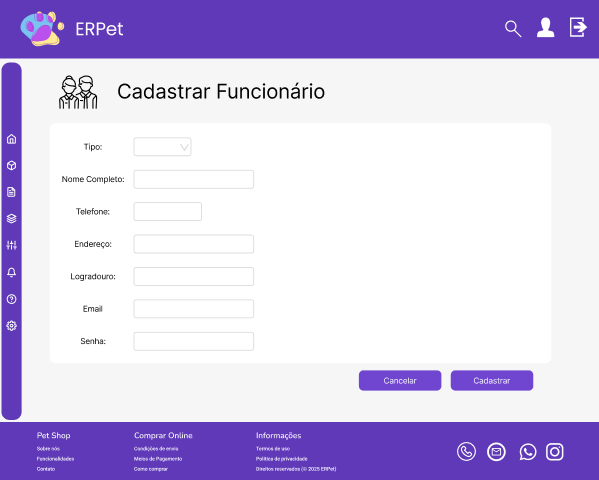 ERPet
Cadastrar Funcionário
Tipo:
Nome Completo:
Telefone:
Endereço:
Logradouro:
Email
Senha:
Cancelar
Cadastrar
Pet Shop
Sobre nós
Funcionalidades
Contato
Comprar Online
Condições de envio
Meios de Pagamento
Como comprar
Informações
Termos de uso
Política de privacidade
Direitos reservados (© 2025 ERPet)